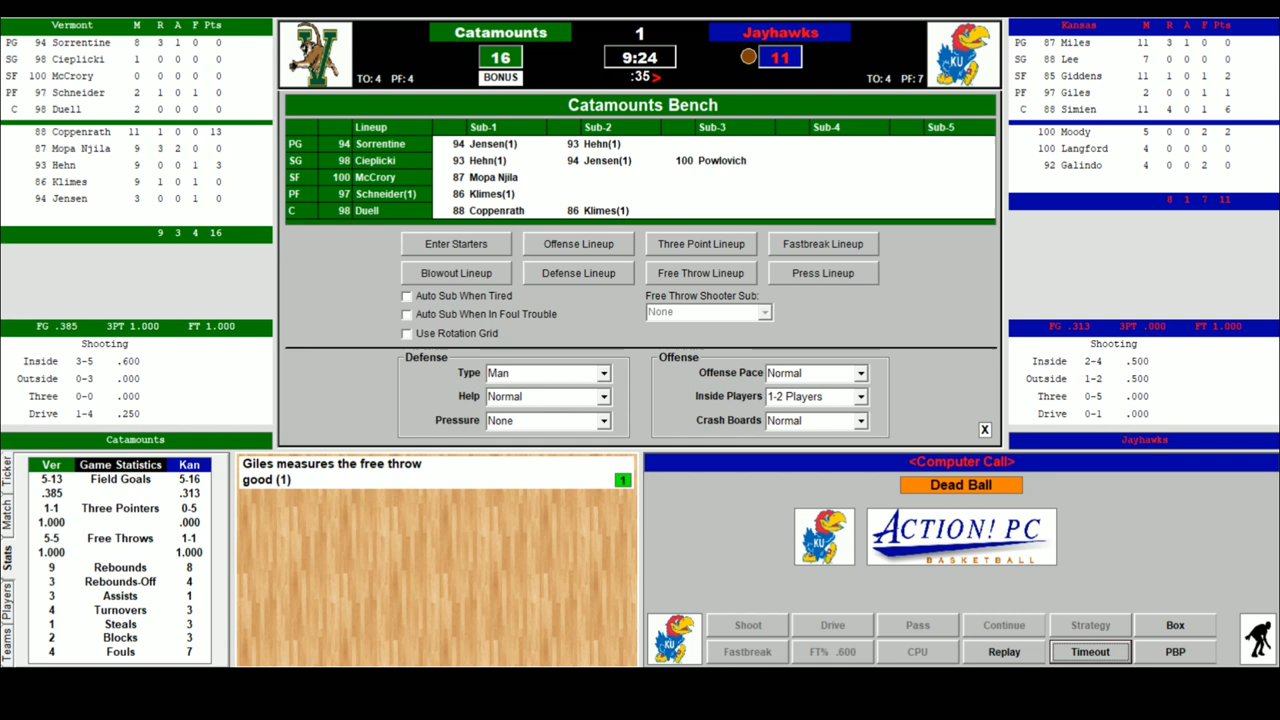 Vermont M R A F Pts
PG 94 Sorrentine 8 3 1 0 0
SG 98 Cieplicki 1 0 0 0 0
SF 100 McCrory 0 0 0 0 0
PF 97 Schneider 2 1 0 1 0
C 98 Duell 2 0 0 0 0
88 Coppenrath 11 1 0 0 13
87 Mopa Njila 9 3 2 0 0
93 Hehn 9 0 0 1 3
86 Klimes 9 1 0 1 0
94 Jensen 3 0 0 1 0
9 3 4 16
FG .385 3PT 1.000 FT 1.000
Shooting
Inside 3-5 .600
Outside 0-3 .000
Three 0-0 .000
Drive 1-4 .250
Catamounts
V
Catamounts
16
BONUS
TO: 4 PF: 4
1
9:24
:35 >
Jayhawks
11
TO: 4 PF: 7
KU
Catamounts Bench
Lineup Sub-1 Sub-2 Sub-3 Sub-4 Sub-5
PG 94 Sorrentine 94 Jensen(1) 93 Hehn(1)
SG 98 Cieplicki 93 Hehn(1) 94 Jensen(1) 100 Powlovich
SF 100 McCrory 87 Mopa Njila
PF 97 Schneider(1) 86 Klimes(1)
C 98 Duell 88 Coppenrath 86 Klimes(1)
Enter Starters Offense Lineup Three Point Lineup Fastbreak Lineup
Blowout Lineup Defense Lineup Free Throw Lineup Press Lineup
Auto Sub When Tired
Auto Sub When In Foul Trouble
Use Rotation Grid
Free Throw Shooter Sub:
None
Defense
Type Man
Help Normal
Pressure None
Offense
Offense Pace Normal
Inside Players 1-2 Players
Crash Boards Normal
X
Kansas M R A F Pts
PG 87 Miles 11 3 1 0 0
SG 88 Lee 7 0 0 0 0
SF 85 Giddens 11 1 0 1 2
PF 97 Giles 2 0 0 1 1
C 88 Simien 11 4 0 1 6
100 Moody 5 0 0 2 2
100 Langford 4 0 0 0 0
92 Galindo 4 0 0 2 0
8 1 7 11
FG .313 3PT .000 FT 1.000
Shooting
Inside 2-4 .500
Outside 1-2 .500
Three 0-5 .000
Drive 0-1 .000
Jayhawks
Ticker
Match
Stats
Players
Teams
Ver Game Statistics Kan
5-13 Field Goals 5-16
.385 .313
1-1 Three Pointers 0-5
1.000 .000
5-5 Free Throws 1-1
1.000 1.000
9 Rebounds 8
3 Rebounds-Off 4
3 Assists 1
4 Turnovers 3
1 Steals 3
2 Blocks 3
4 Fouls 7
Giles measures the free throw
good (1)
1
<Computer Call>
Dead Ball
KU
ACTION! PC
BASKETBALL
KU
Shoot Drive Pass Continue Strategy Box
Fastbreak FT% .600 CPU Replay Timeout PBP